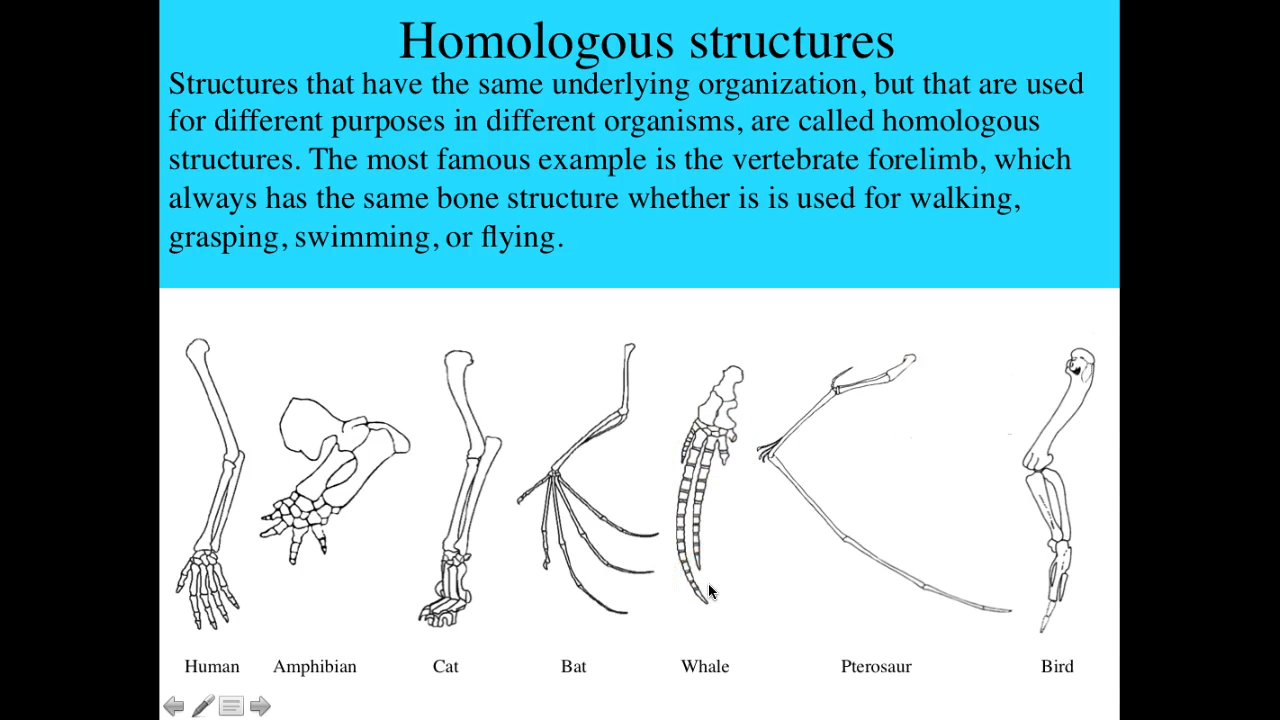 Homologous structures
Structures that have the same underlying organization, but that are used
for different purposes in different organisms, are called homologous
structures. The most famous example is the vertebrate forelimb, which
always has the same bone structure whether is is used for walking,
grasping, swimming, or flying.
Human Amphibian Cat Bat Whale Pterosaur Bird